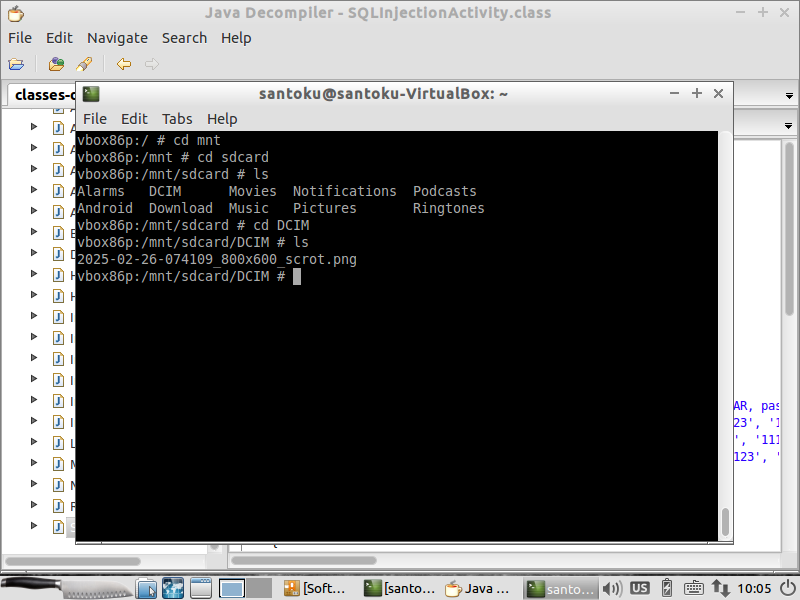 Java Decompiler - SQLInjectionActivity.class
File Edit Navigate Search Help
classes-
santoku@santoku-VirtualBox: ~
File Edit Tabs Help
vbox86p:/ # cd mnt
vbox86p:/mnt # cd sdcard
vbox86p:/mnt/sdcard # ls
Alarms DCIM Movies Notifications Podcasts
Android Download Music Pictures Ringtones
vbox86p:/mnt/sdcard # cd DCIM
vbox86p:/mnt/sdcard/DCIM # ls
2025-02-26-074109_800x600_scrot.png
vbox86p:/mnt/sdcard/DCIM #
AR, pas
23', '1
', '111
123', '
[Soft... [santo... Java ... santo... US 10:05